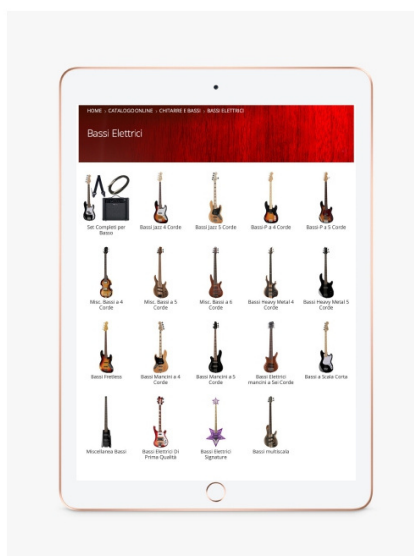 HOME › CATALOGO ONLINE › CHITARRE E BASSI › BASSI ELETTRICI
Bassi Elettrici
Set Completi per
Basso
Bassi Jazz 4 Corde
Bassi Jazz 5 Corde
Bassi-P a 4 Corde
Bassi-P a 5 Corde
Misc. Bassi a 4
Corde
Misc. Bassi a 5
Corde
Misc. Bassi a 6
Corde
Bassi Heavy Metal 4
Corde
Bassi Heavy Metal 5
Corde
Bassi Fretless
Bassi Mancini a 4
Corde
Bassi Mancini a 5
Corde
Bassi Elettrici
mancini a Sei Corde
Bassi a Scala Corta
Miscellanea Bassi
Bassi Elettrici Di
Prima Qualità
Bassi Elettrici
Signature
Bassi multiscala